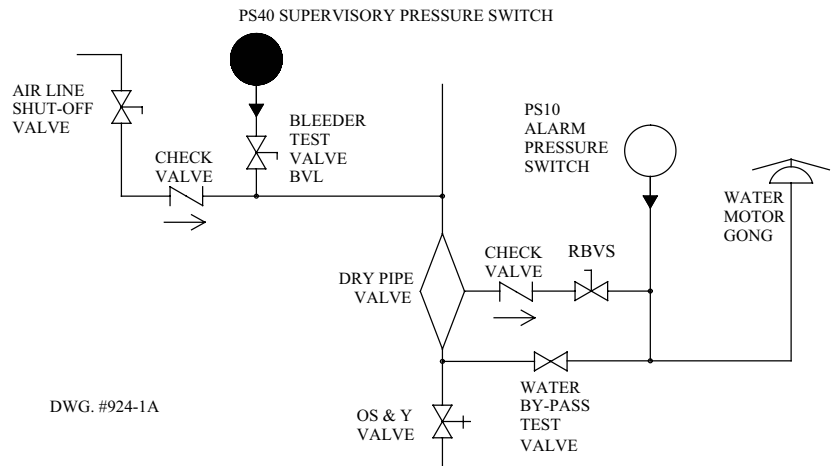 PS40 SUPERVISORY PRESSURE SWITCH
AIR LINE
SHUT-OFF
VALVE
BLEEDER
TEST
VALVE
BVL
CHECK
VALVE
PS10
ALARM
PRESSURE
SWITCH
WATER
MOTOR
GONG
DRY PIPE
VALVE
CHECK
VALVE
RBVS
DWG. #924-1A
OS & Y
VALVE
WATER
BY-PASS
TEST
VALVE